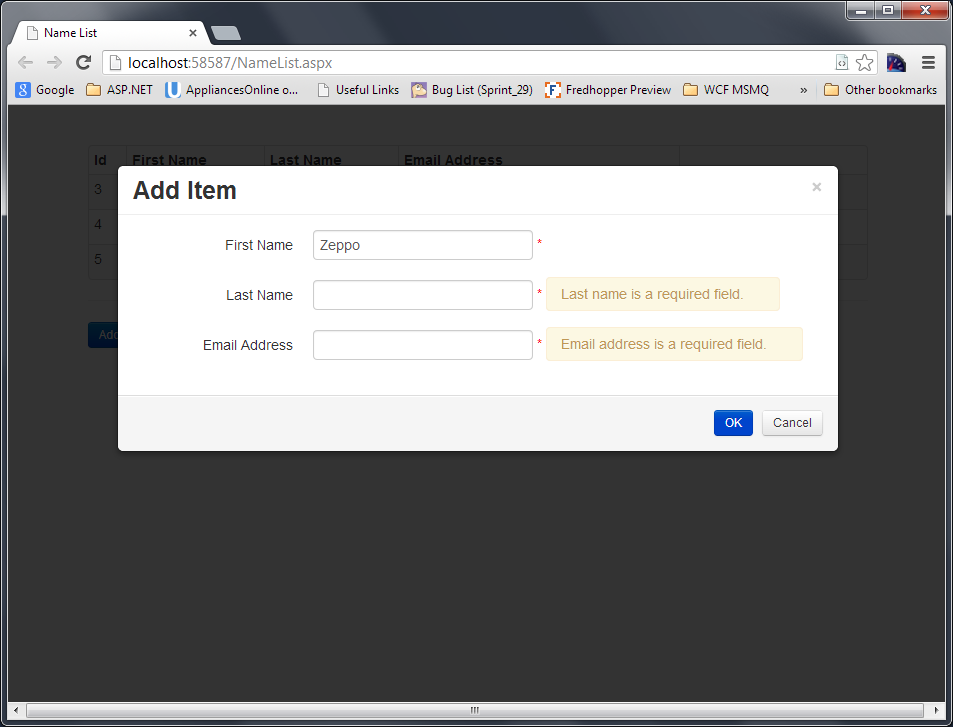 Name List
localhost:58587/NameList.aspx
Google ASP.NET AppliancesOnline o... Useful Links Bug List (Sprint_29) Fredhopper Preview WCF MSMQ » Other bookmarks
Id First Name Last Name Email Address
3
4
5
Add Item ×
First Name Zeppo *
Last Name * Last name is a required field.
Email Address * Email address is a required field.
Add
OK Cancel